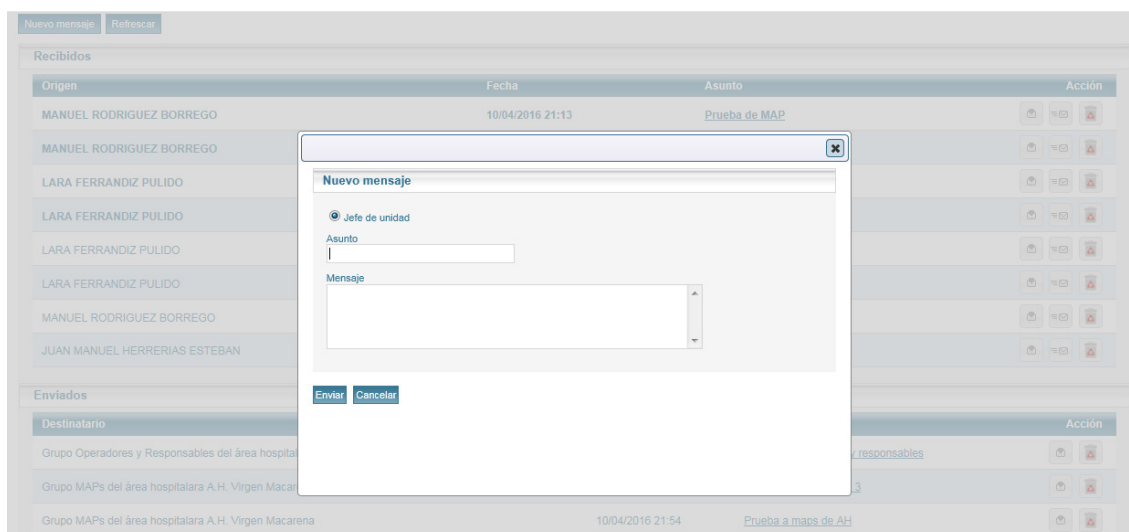 Nuevo mensaje Refrescar
Recibidos
Origen Fecha Asunto Acción
MANUEL RODRIGUEZ BORREGO 10/04/2016 21:13 Prueba de MAP
MANUEL RODRIGUEZ BORREGO
LARA FERRANDIZ PULIDO
LARA FERRANDIZ PULIDO
LARA FERRANDIZ PULIDO
LARA FERRANDIZ PULIDO
MANUEL RODRIGUEZ BORREGO
JUAN MANUEL HERRERIAS ESTEBAN
Nuevo mensaje
Jefe de unidad
Asunto
Mensaje
Enviar Cancelar
Enviados
Destinatario Acción
Grupo Operadores y Responsables del área hospital y responsables
Grupo MAPs del área hospitalara A.H. Virgen Macaren 3
Grupo MAPs del área hospitalara A.H. Virgen Macarena 10/04/2016 21:54 Prueba a maps de AH